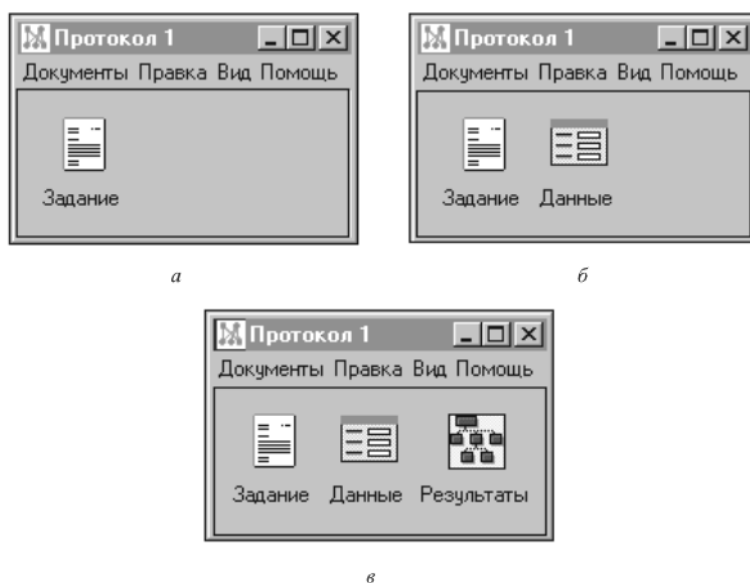 Протокол 1
Документы Правка Вид Помощь
Задание
а
Протокол 1
Документы Правка Вид Помощь
Задание Данные
б
Протокол 1
Документы Правка Вид Помощь
Задание Данные Результаты
в